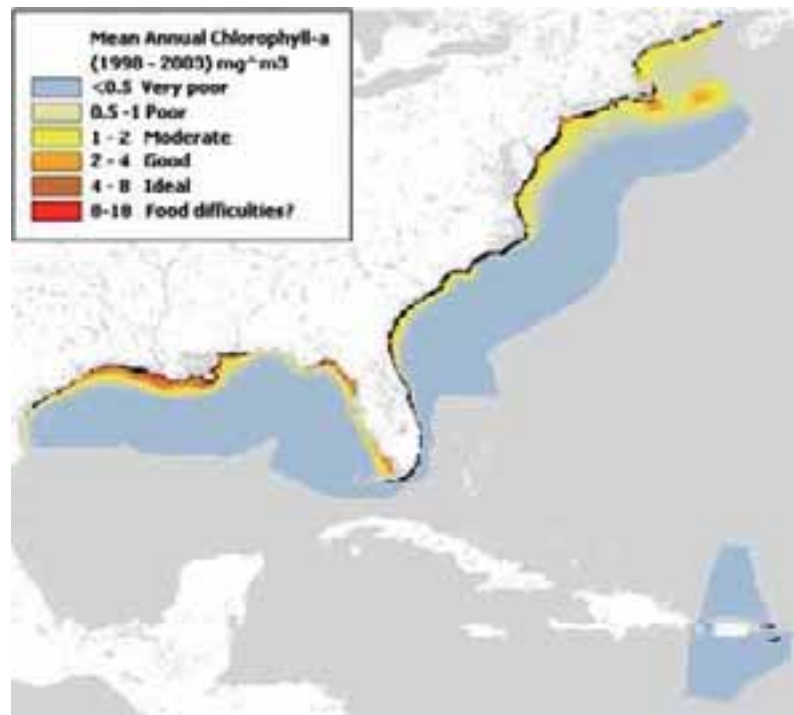 Mean Annual Chlorophyll-a
(1998 - 2003) mg^m3
<0.5 Very poor
0.5 -1 Poor
1 - 2 Moderate
2 - 4 Good
4 - 8 Ideal
8-18 Food difficulties?